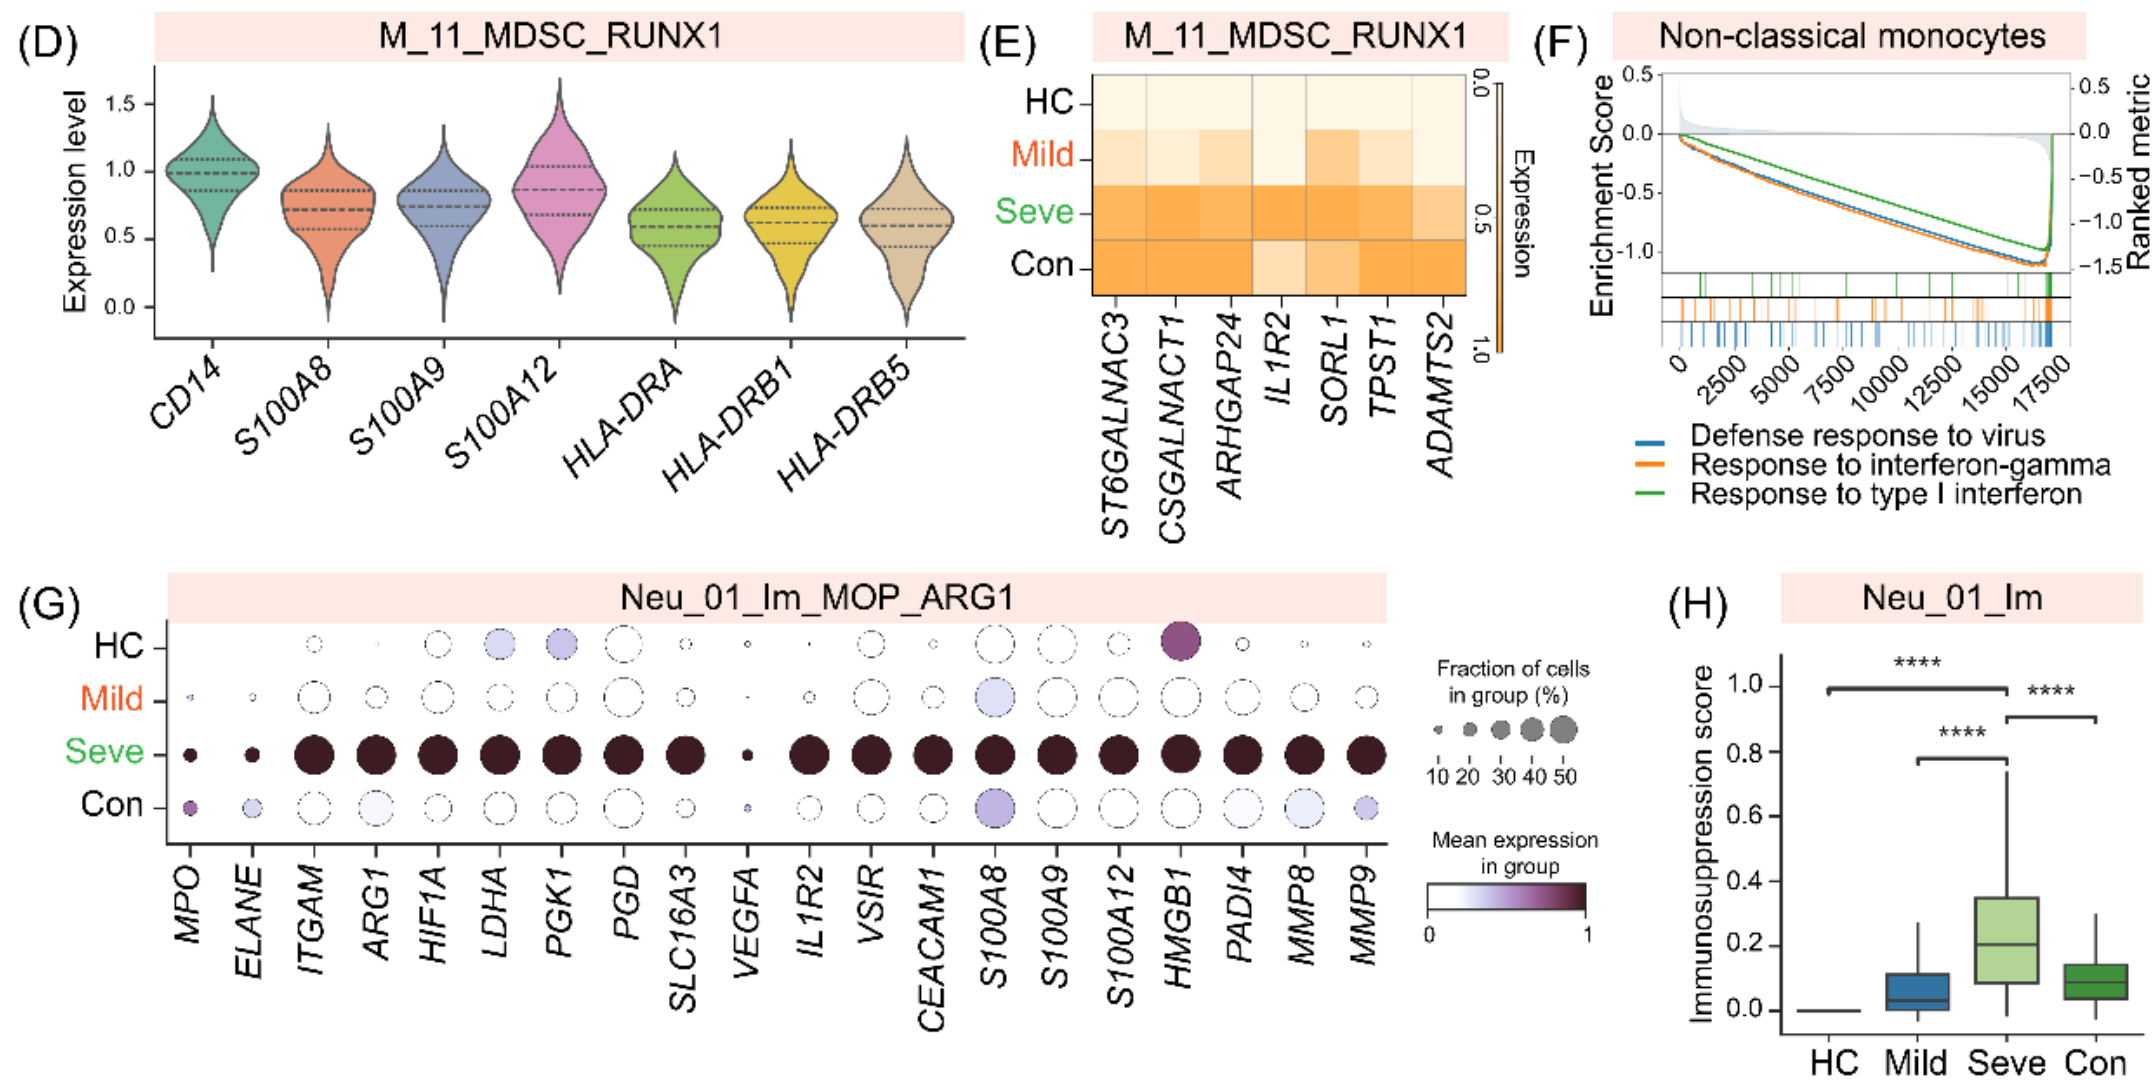 (D)
M_11_MDSC_RUNX1
Expression level
1.5
1.0
0.5
0.0
CD14
S100A8
S100A9
S100A12
HLA-DRA
HLA-DRB1
HLA-DRB5
(E)
M_11_MDSC_RUNX1
HC
Mild
Seve
Con
ST6GALNAC3
CSGALNACT1
ARHGAP24
IL1R2
SORL1
TPST1
ADAMTS2
0.0
0.5
1.0
Expression
(F)
Non-classical monocytes
Enrichment Score
0.5
0.0
-0.5
-1.0
0.5
0.0
−0.5
−1.0
−1.5
Ranked metric
0
2500
5000
7500
10000
12500
15000
17500
Defense response to virus
Response to interferon-gamma
Response to type I interferon
(G)
Neu_01_Im_MOP_ARG1
HC
Mild
Seve
Con
MPO
ELANE
ITGAM
ARG1
HIF1A
LDHA
PGK1
PGD
SLC16A3
VEGFA
IL1R2
VSIR
CEACAM1
S100A8
S100A9
S100A12
HMGB1
PADI4
MMP8
MMP9
Fraction of cells
in group (%)
10 20 30 40 50
Mean expression
in group
0 1
(H)
Neu_01_Im
Immunosuppression score
1.0
0.8
0.6
0.4
0.2
0.0
****
****
****
HC Mild Seve Con